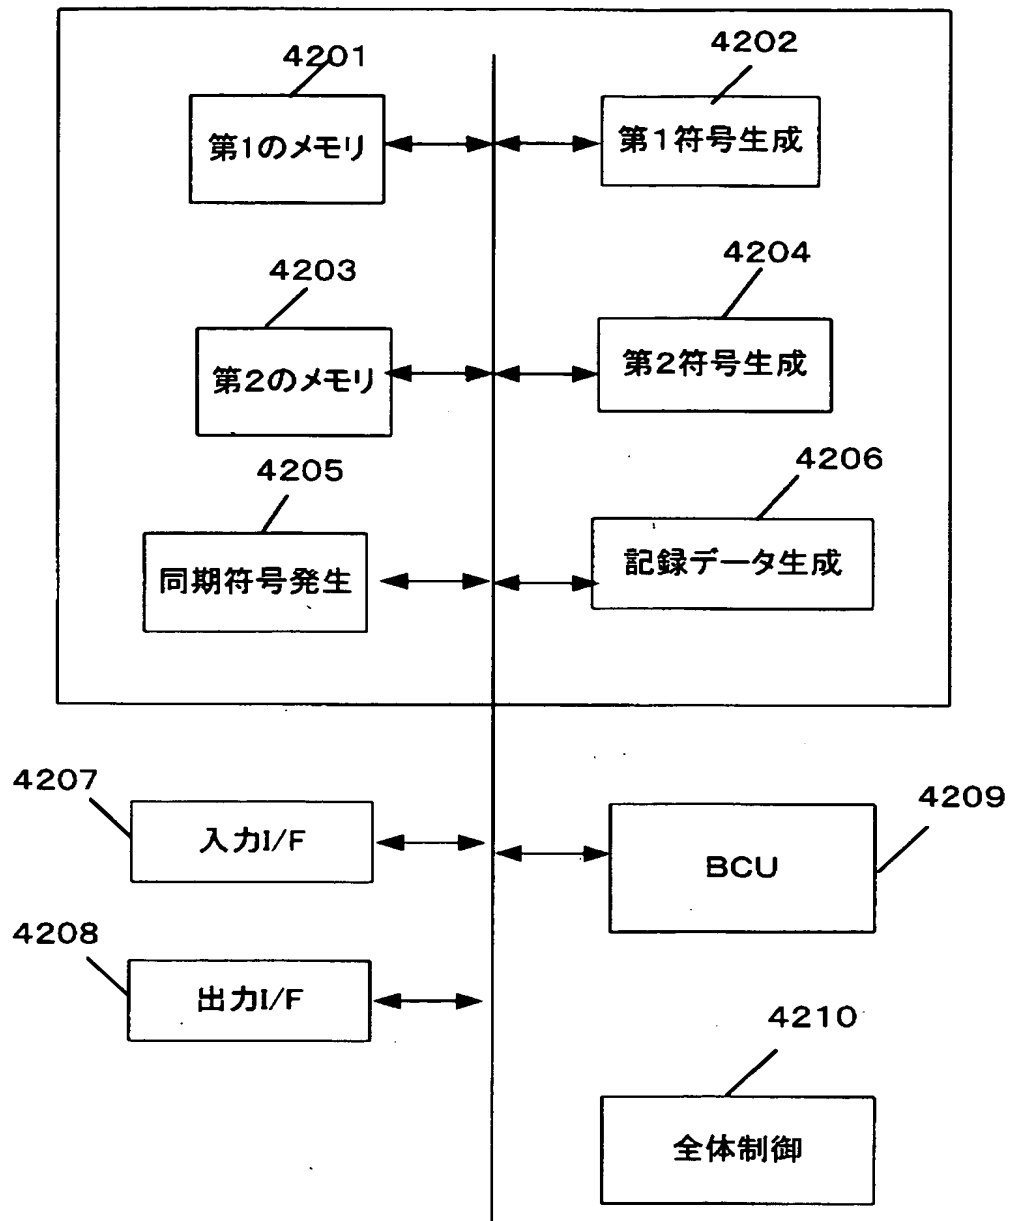 4201
4202
第1のメモリ
第1符号生成
4203
4204
第2のメモリ
第2符号生成
4205
4206
同期符号発生
記録データ生成
4207
4209
入力I/F
BCU
4208
出力I/F
4210
全体制御